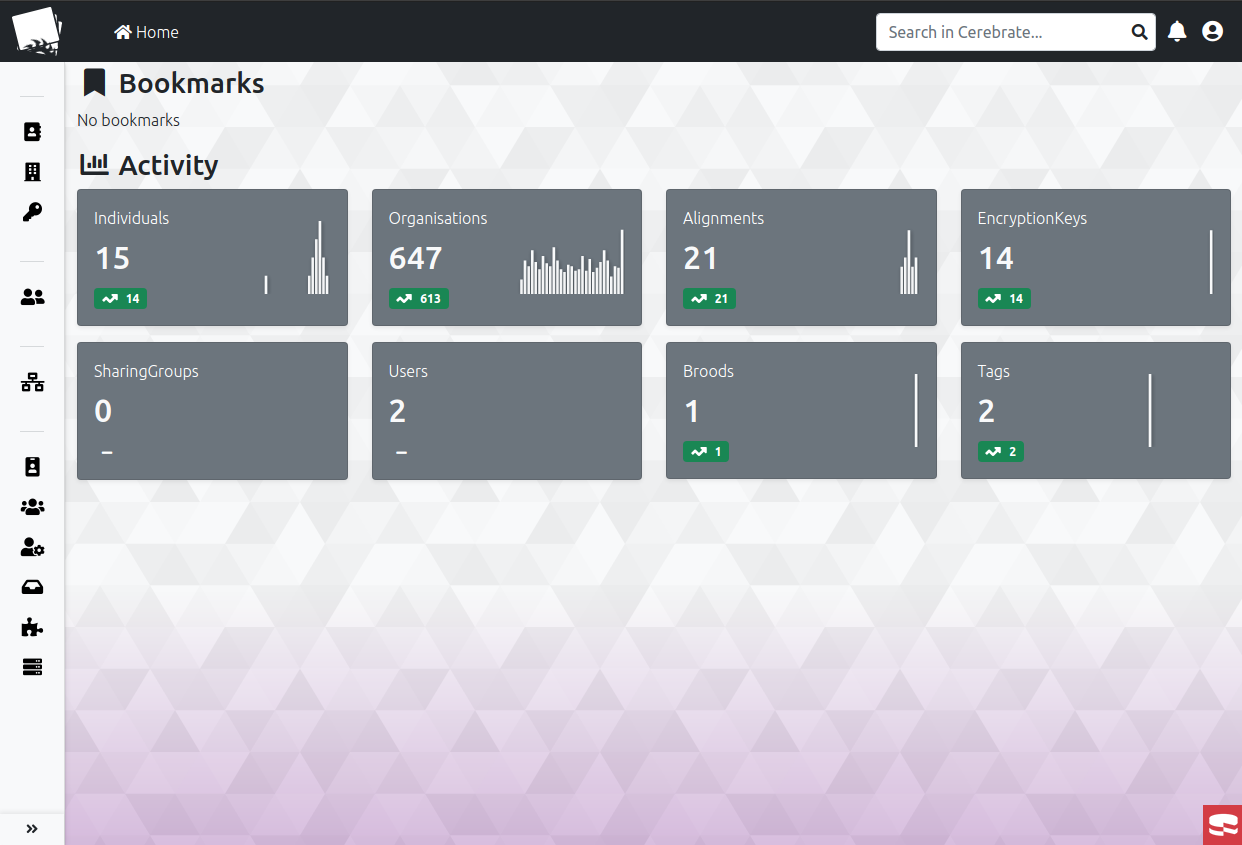 Home
Search in Cerebrate...
Bookmarks
No bookmarks
Activity
Individuals
15
14
Organisations
647
613
Alignments
21
21
EncryptionKeys
14
14
SharingGroups
0
–
Users
2
–
Broods
1
1
Tags
2
2